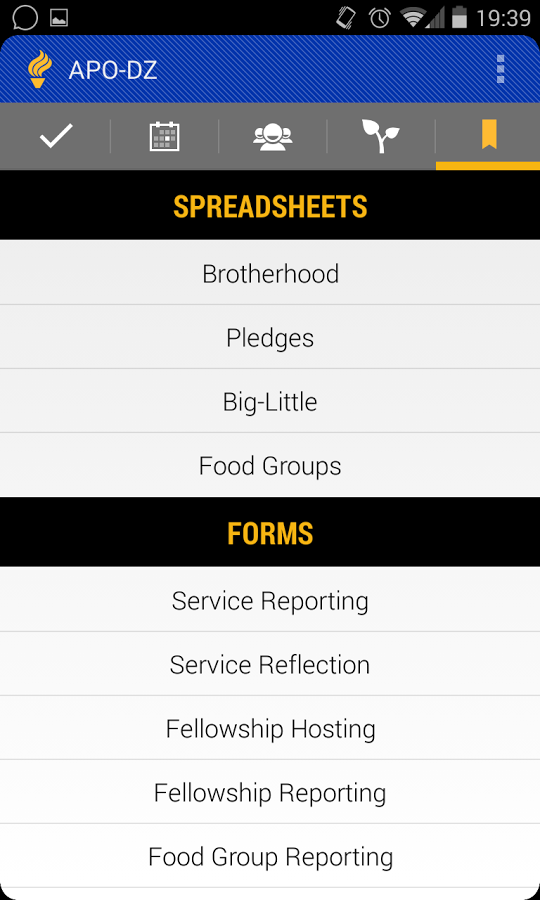 19:39
APO-DZ
SPREADSHEETS
Brotherhood
Pledges
Big-Little
Food Groups
FORMS
Service Reporting
Service Reflection
Fellowship Hosting
Fellowship Reporting
Food Group Reporting